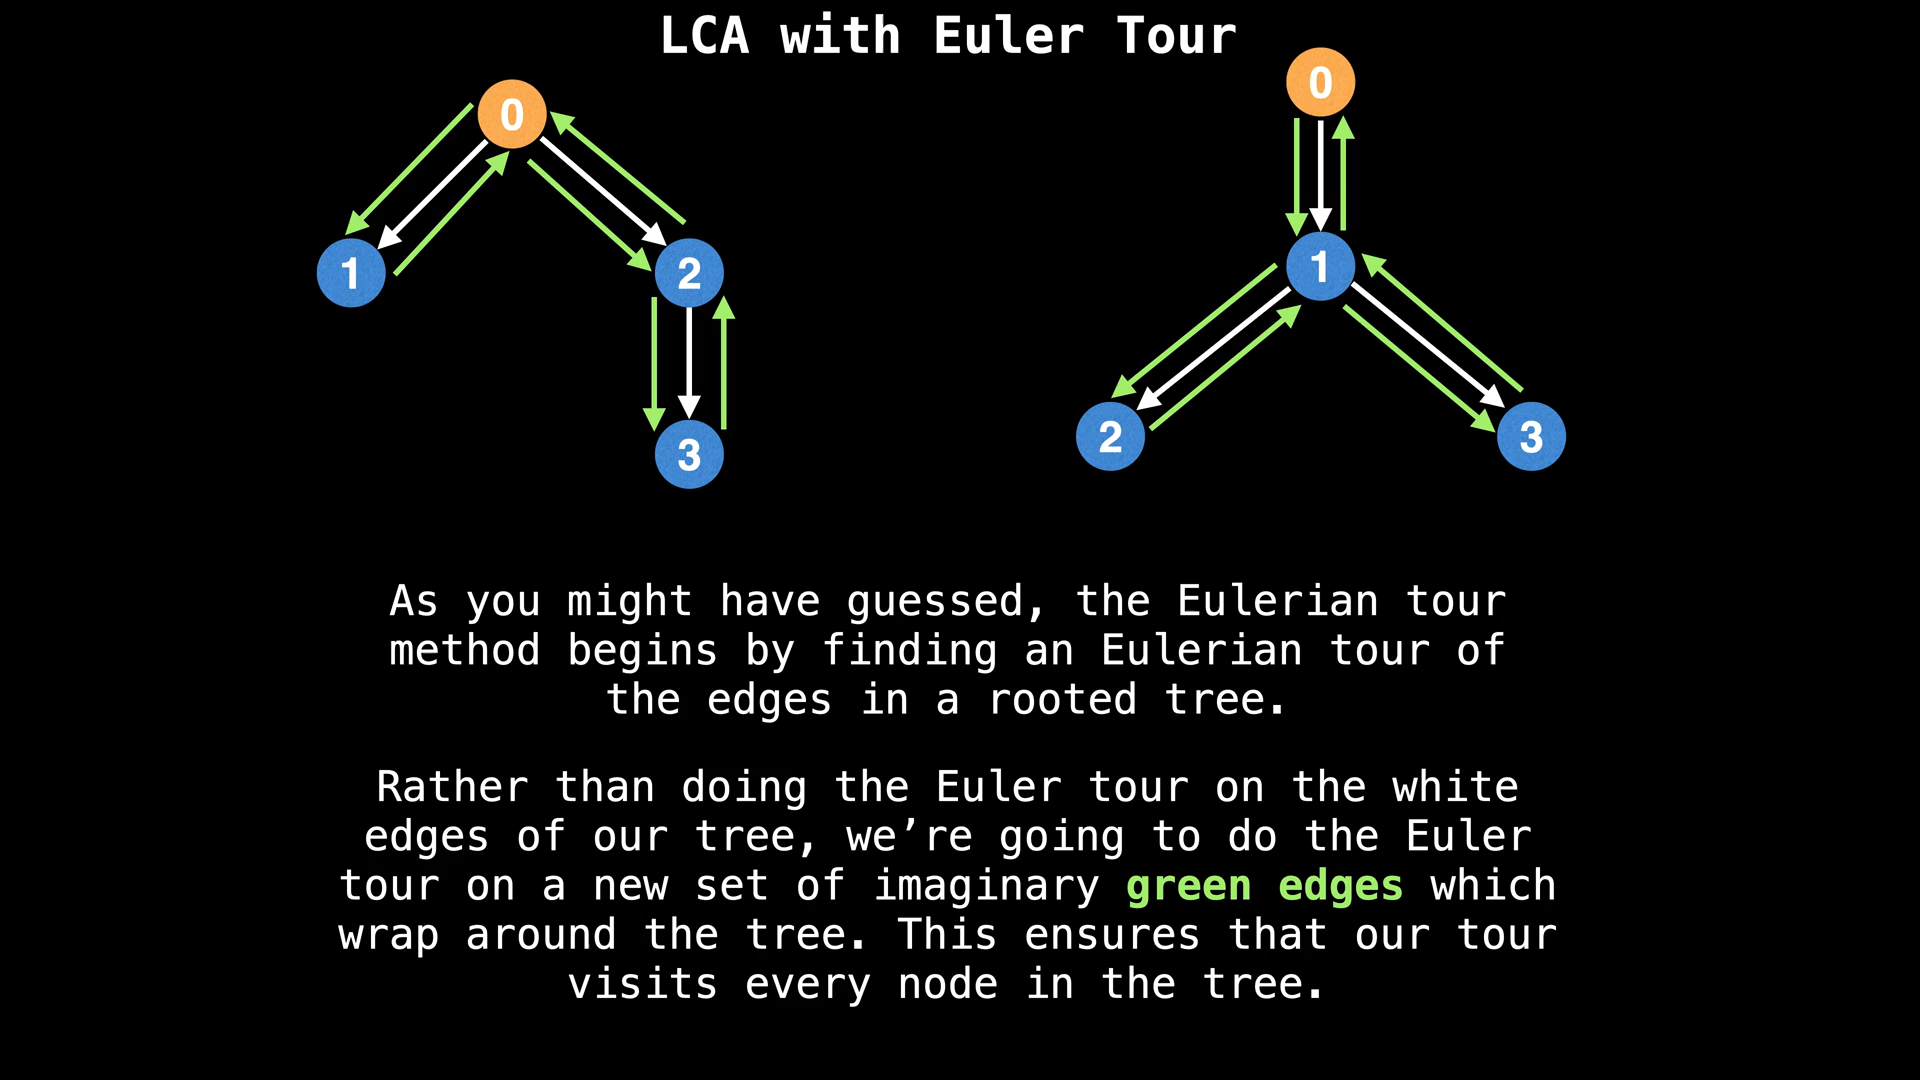 LCA with Euler Tour
0
1
2
3
0
1
2
3
As you might have guessed, the Eulerian tour
method begins by finding an Eulerian tour of
the edges in a rooted tree.
Rather than doing the Euler tour on the white
edges of our tree, we’re going to do the Euler
tour on a new set of imaginary green edges which
wrap around the tree. This ensures that our tour
visits every node in the tree.